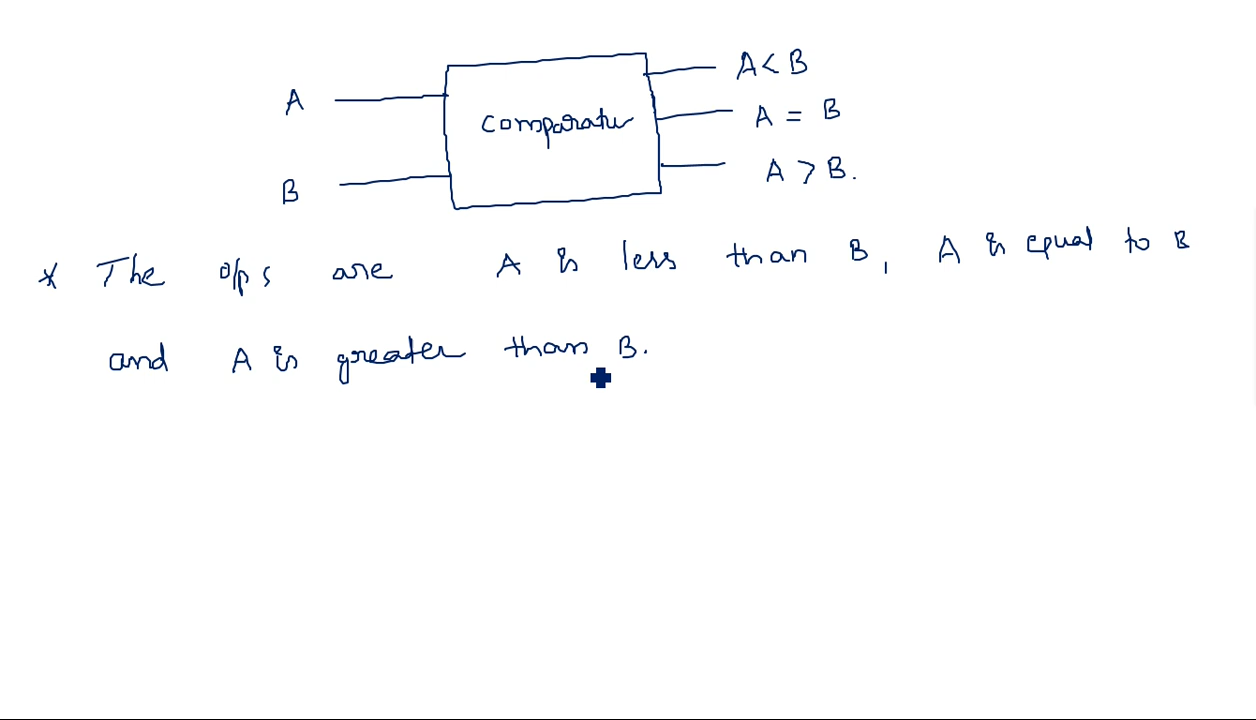 A
B
comparator
A < B
A = B
A > B.
* The o/ps are A is less than B, A is equal to B
and A is greater than B.